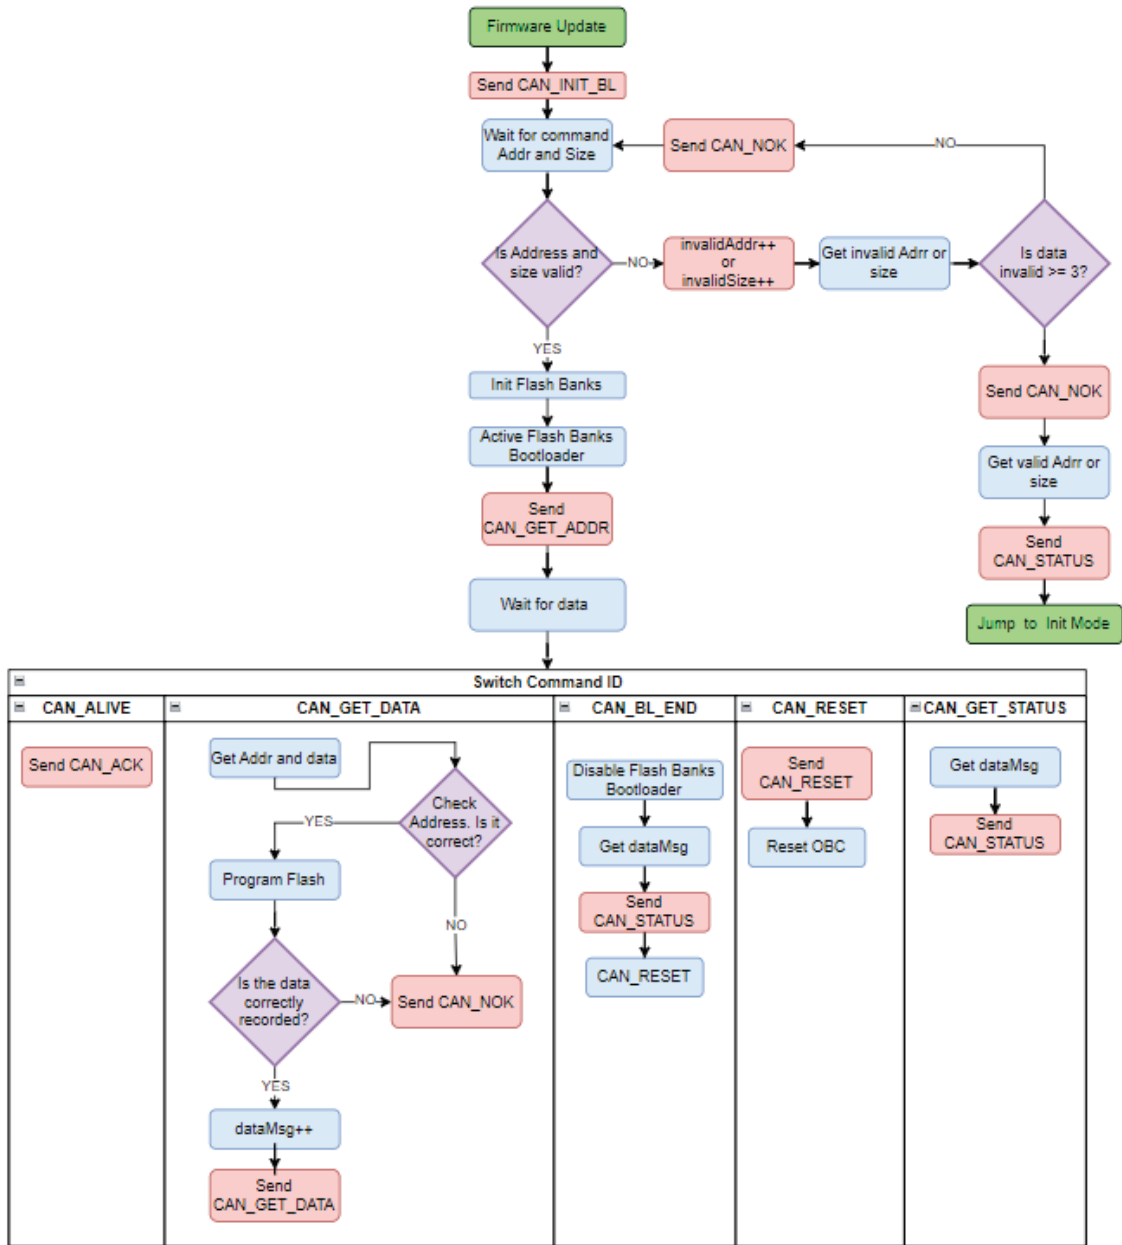 Firmware Update
Send CAN_INIT_BL
Wait for command
Addr and Size
Send CAN_NOK
NO
Is Address and
size valid?
NO
invalidAddr++
or
invalidSize++
Get invalid Adrr or
size
Is data
invalid >= 3?
YES
Init Flash Banks
Active Flash Banks
Bootloader
Send
CAN_GET_ADDR
Wait for data
Send CAN_NOK
Get valid Adrr or
size
Send
CAN_STATUS
Jump to Init Mode
Switch Command ID
CAN_ALIVE
CAN_GET_DATA
CAN_BL_END
CAN_RESET
CAN_GET_STATUS
Send CAN_ACK
Get Addr and data
Check
Address. Is it
correct?
YES
Program Flash
NO
Is the data
correctly
recorded?
NO
Send CAN_NOK
YES
dataMsg++
Send
CAN_GET_DATA
Disable Flash Banks
Bootloader
Get dataMsg
Send
CAN_STATUS
CAN_RESET
Send
CAN_RESET
Reset OBC
Get dataMsg
Send
CAN_STATUS